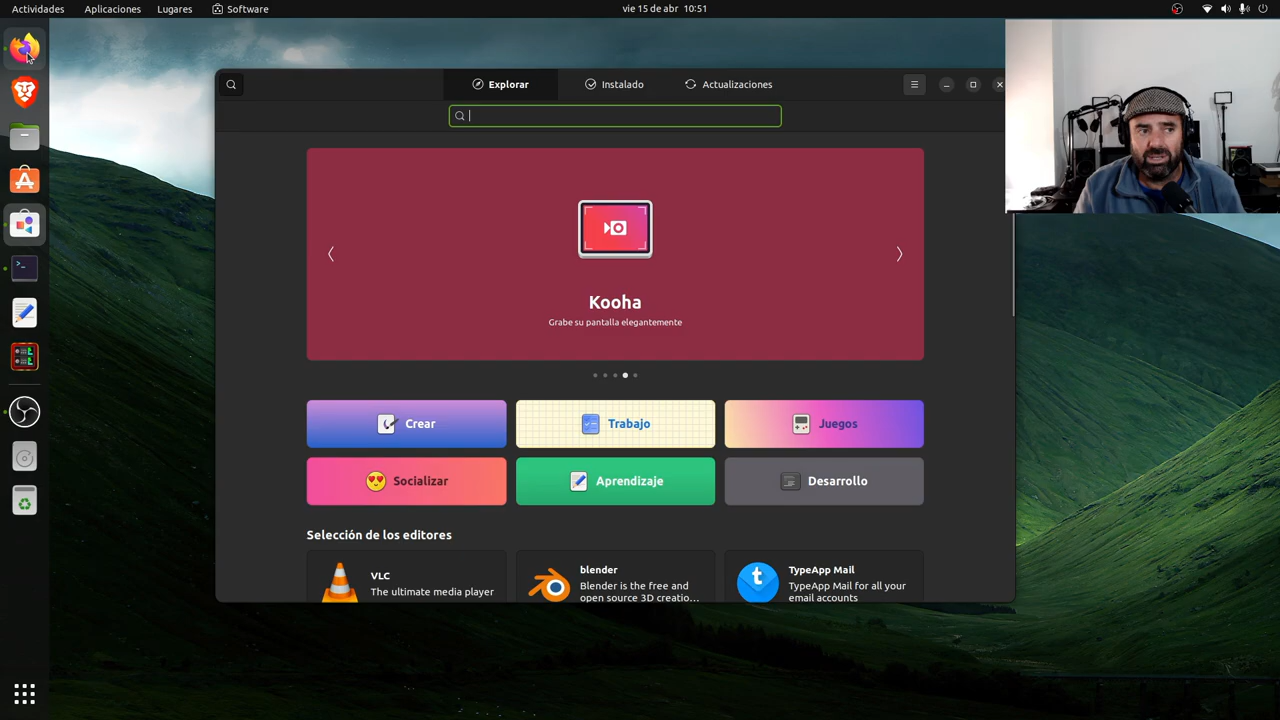 Actividades
Aplicaciones
Lugares
Software
vie 15 de abr 10:51
Explorar
Instalado
Actualizaciones
Kooha
Grabe su pantalla elegantemente
Crear
Trabajo
Juegos
Socializar
Aprendizaje
Desarrollo
Selección de los editores
VLC
The ultimate media player
blender
Blender is the free and
open source 3D creatio...
TypeApp Mail
TypeApp Mail for all your
email accounts